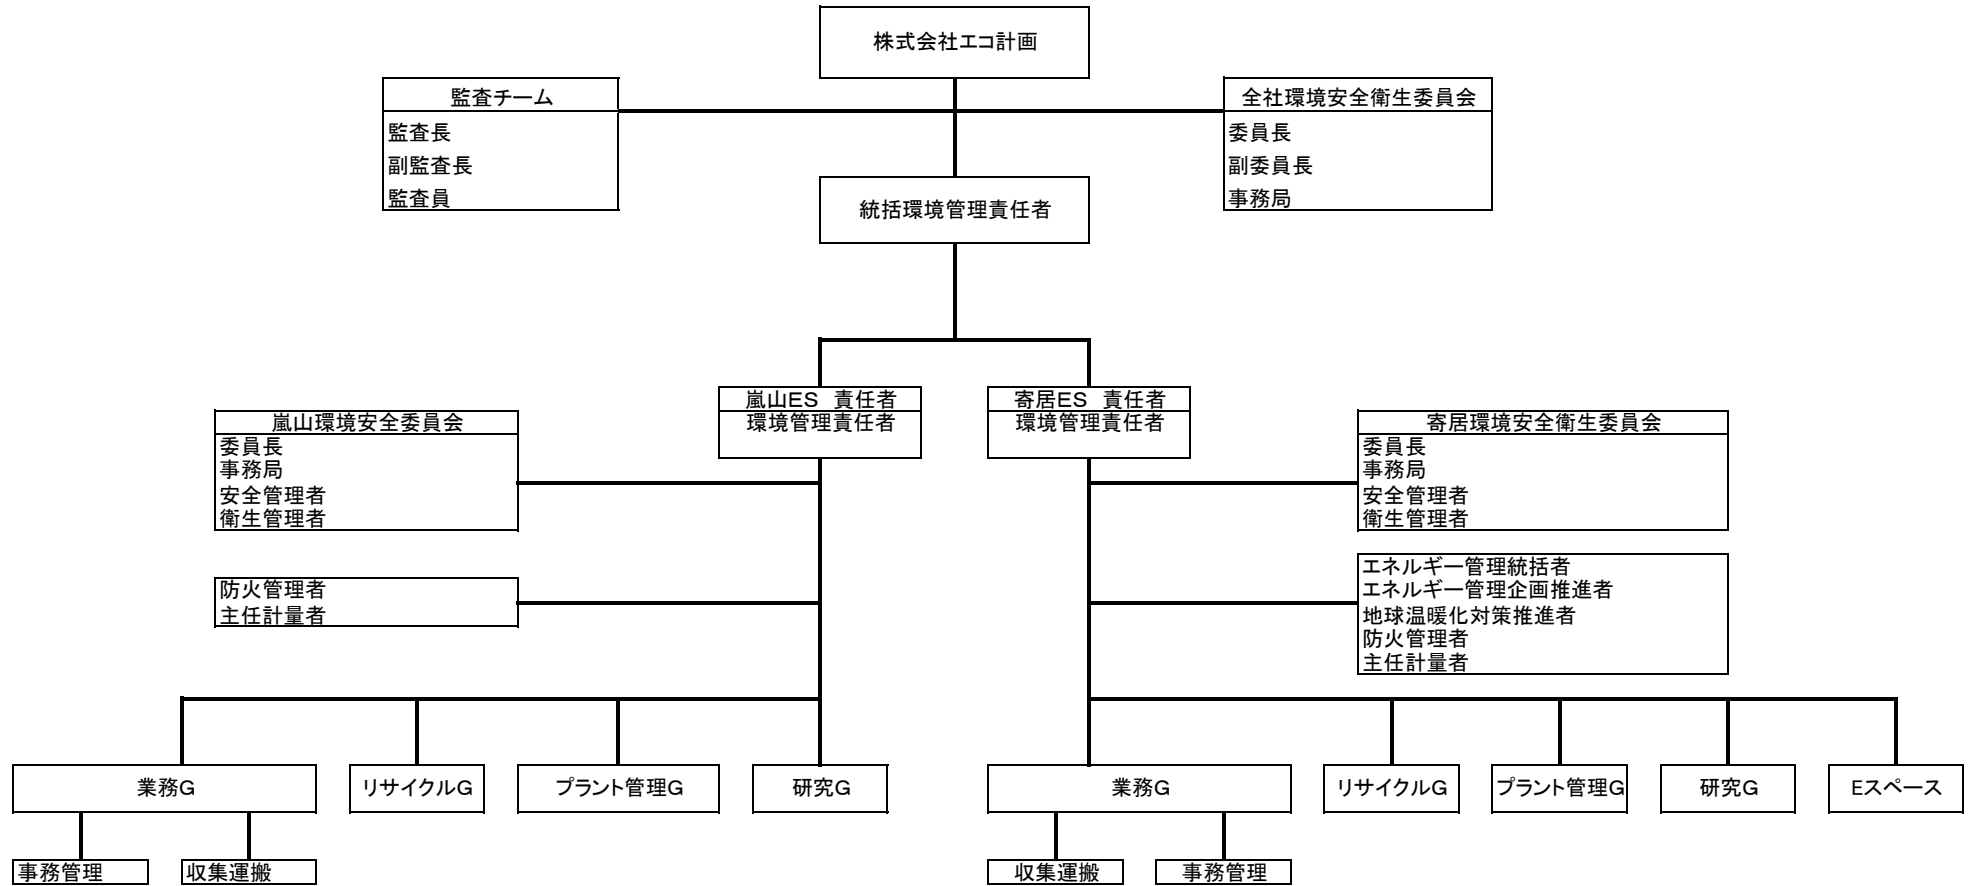 株式会社エコ計画
監査チーム
監査長
副監査長
監査員
全社環境安全衛生委員会
委員長
副委員長
事務局
統括環境管理責任者
嵐山ES　責任者
環境管理責任者
寄居ES　責任者
環境管理責任者
嵐山環境安全委員会
委員長
事務局
安全管理者
衛生管理者
寄居環境安全衛生委員会
委員長
事務局
安全管理者
衛生管理者
防火管理者
主任計量者
エネルギー管理統括者
エネルギー管理企画推進者
地球温暖化対策推進者
防火管理者
主任計量者
業務G
リサイクルG
プラント管理G
研究G
業務G
リサイクルG
プラント管理G
研究G
Eスペース
事務管理
収集運搬
収集運搬
事務管理